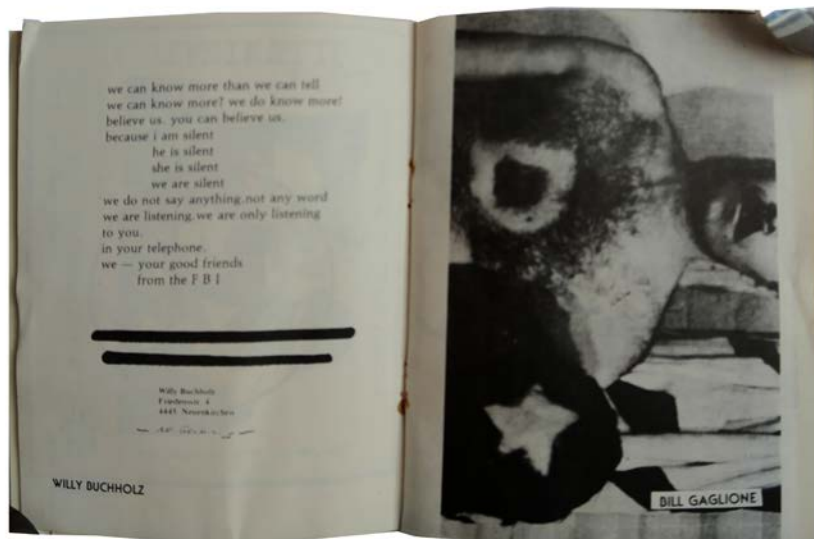 we can know more than we can tell
we can know more? we do know more!
believe us. you can believe us.
because i am silent
he is silent
she is silent
we are silent
we do not say anything.not any word
we are listening.we are only listening
to you.
in your telephone.
we — your good friends
from the F B I
Willy Buchholz
4445 Neuenkirchen
WILLY BUCHHOLZ
BILL GAGLIONE